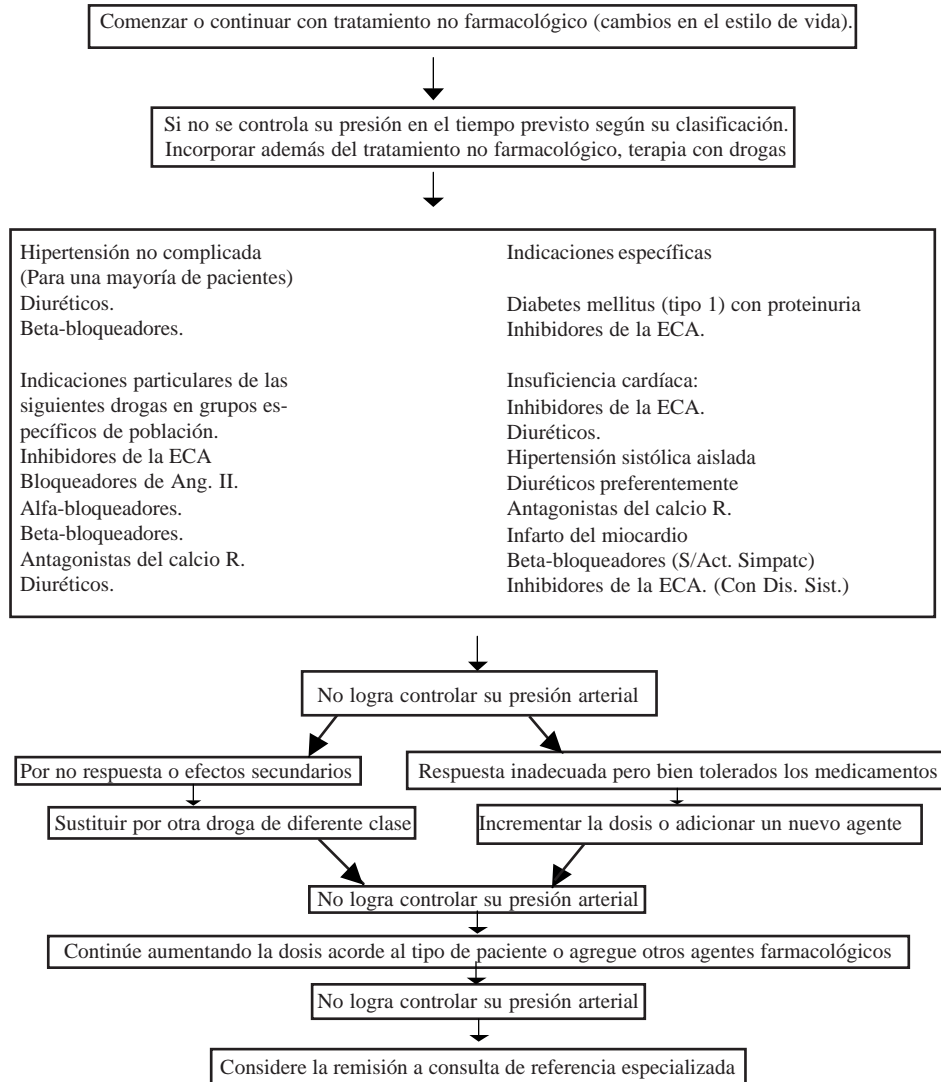 Comenzar o continuar con tratamiento no farmacológico (cambios en el estilo de vida).
Si no se controla su presión en el tiempo previsto según su clasificación.
Incorporar además del tratamiento no farmacológico, terapia con drogas
Hipertensión no complicada
(Para una mayoría de pacientes)
Diuréticos.
Beta-bloqueadores.
Indicaciones particulares de las
siguientes drogas en grupos es-
pecíficos de población.
Inhibidores de la ECA
Bloqueadores de Ang. II.
Alfa-bloqueadores.
Beta-bloqueadores.
Antagonistas del calcio R.
Diuréticos.
Indicaciones específicas
Diabetes mellitus (tipo 1) con proteinuria
Inhibidores de la ECA.
Insuficiencia cardíaca:
Inhibidores de la ECA.
Diuréticos.
Hipertensión sistólica aislada
Diuréticos preferentemente
Antagonistas del calcio R.
Infarto del miocardio
Beta-bloqueadores (S/Act. Simpatc)
Inhibidores de la ECA. (Con Dis. Sist.)
No logra controlar su presión arterial
Por no respuesta o efectos secundarios
Respuesta inadecuada pero bien tolerados los medicamentos
Sustituir por otra droga de diferente clase
Incrementar la dosis o adicionar un nuevo agente
No logra controlar su presión arterial
Continúe aumentando la dosis acorde al tipo de paciente o agregue otros agentes farmacológicos
No logra controlar su presión arterial
Considere la remisión a consulta de referencia especializada